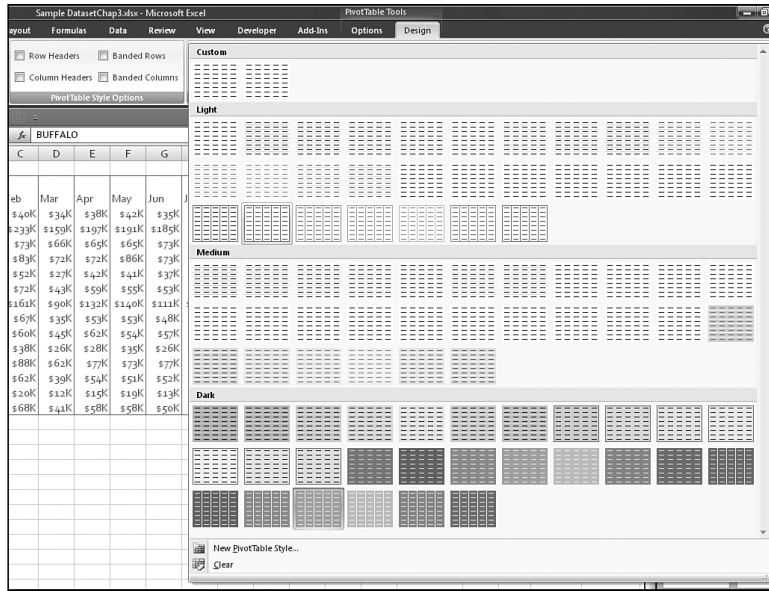 Sample DatasetChap3.xlsx - Microsoft Excel
PivotTable Tools
ayout Formulas Data Review View Developer Add-Ins Options Design
Row Headers Banded Rows
Column Headers Banded Columns
PivotTable Style Options
fx BUFFALO
C D E F G
eb Mar Apr May Jun J
$40K $34K $38K $42K $35K
$233K $159K $197K $191K $185K
$73K $66K $65K $65K $73K
$83K $72K $72K $86K $73K
$52K $27K $42K $41K $37K
$72K $43K $59K $55K $53K
$161K $90K $132K $140K $111K
$67K $35K $53K $53K $48K
$60K $45K $62K $54K $57K
$38K $26K $28K $35K $26K
$88K $62K $77K $73K $77K
$62K $39K $54K $51K $52K
$20K $12K $15K $19K $13K
$68K $41K $58K $58K $50K
Custom
Light
Medium
Dark
New PivotTable Style...
Clear